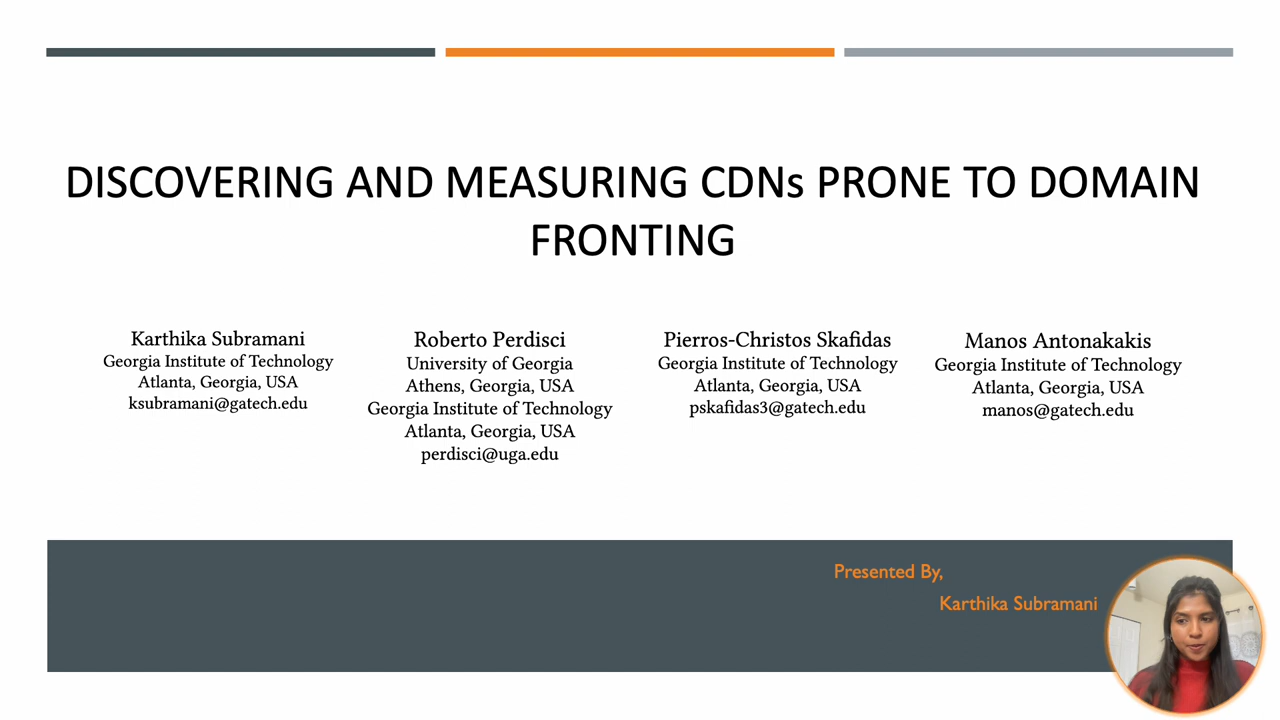 DISCOVERING AND MEASURING CDNs PRONE TO DOMAIN
FRONTING
Karthika Subramani
Georgia Institute of Technology
Atlanta, Georgia, USA
ksubramani@gatech.edu
Roberto Perdisci
University of Georgia
Athens, Georgia, USA
Georgia Institute of Technology
Atlanta, Georgia, USA
perdisci@uga.edu
Pierros-Christos Skafidas
Georgia Institute of Technology
Atlanta, Georgia, USA
pskafidas3@gatech.edu
Manos Antonakakis
Georgia Institute of Technology
Atlanta, Georgia, USA
manos@gatech.edu
Presented By,
Karthika Subramani